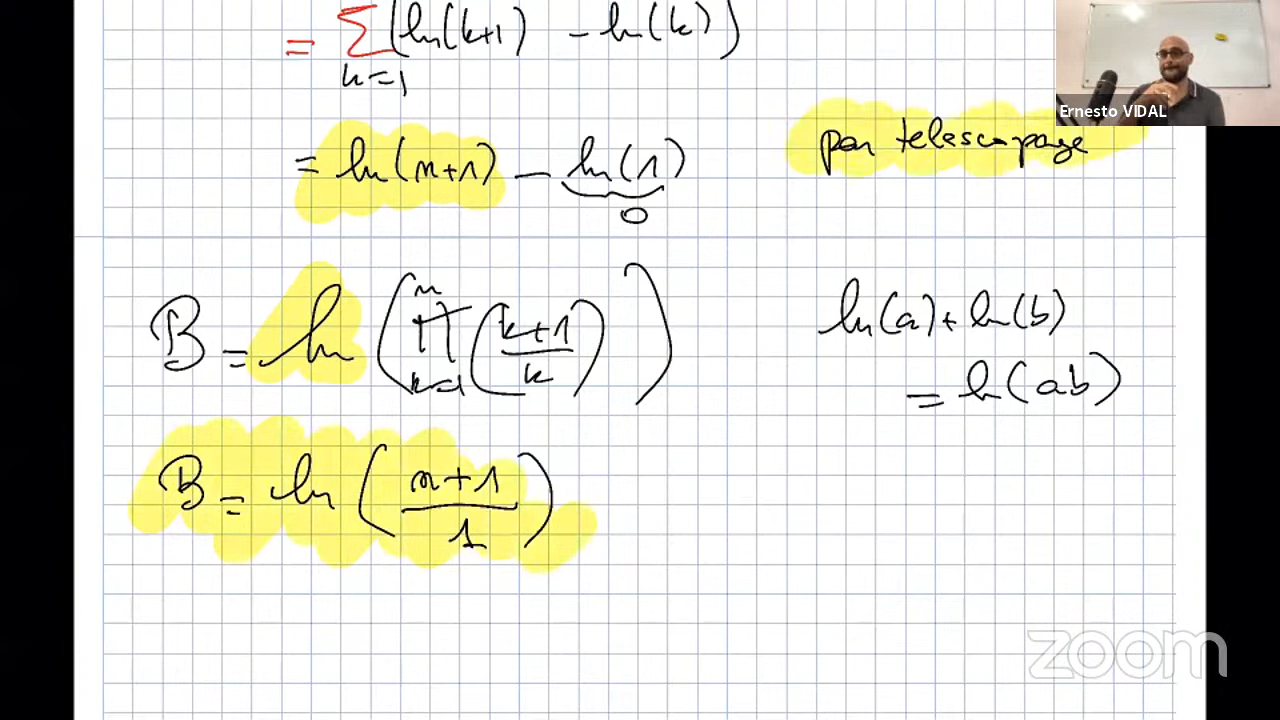 = ∑_{k=1} (ln(k+1) - ln(k))
Ernesto VIDAL
= ln(n+1) - ln(1)
0
par telescopage
B = ln(∏_{k=1}^{n} ((k+1)/k))
ln(a) + ln(b)
= ln(ab)
B = ln((n+1)/1)
zoom